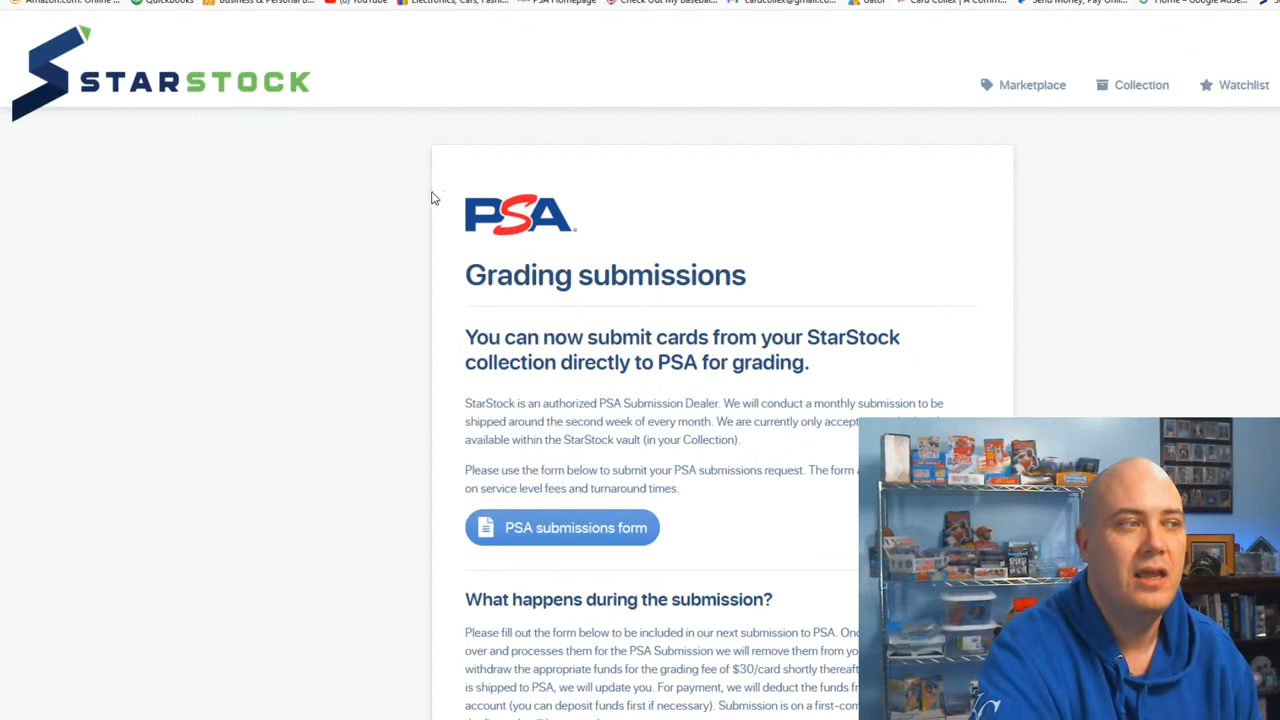 Amazon.com: Online ...
QuickBooks
Business & Personal B...
(6) YouTube
Electronics, Cars, Fashi...
PSA Homepage
Check Out My Basebal...
cardcollex@gmail.co...
Gator
Card Collex | A Comm...
Send Money, Pay Onli...
Home – Google AdSe...
STARSTOCK
Marketplace
Collection
Watchlist
PSA
Grading submissions
You can now submit cards from your StarStock
collection directly to PSA for grading.
StarStock is an authorized PSA Submission Dealer. We will conduct a monthly submission to be
shipped around the second week of every month. We are currently only accept
available within the StarStock vault (in your Collection).
Please use the form below to submit your PSA submissions request. The form a
on service level fees and turnaround times.
PSA submissions form
What happens during the submission?
Please fill out the form below to be included in our next submission to PSA. Onc
over and processes them for the PSA Submission we will remove them from yo
withdraw the appropriate funds for the grading fee of $30/card shortly thereaft
is shipped to PSA, we will update you. For payment, we will deduct the funds fr
account (you can deposit funds first if necessary). Submission is on a first-com